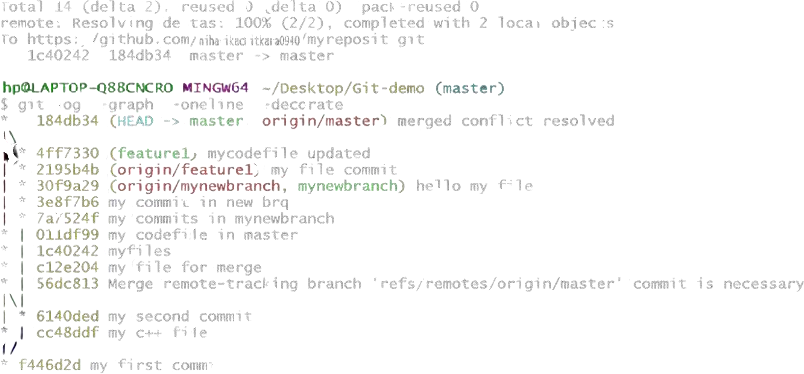 Total 14 (delta 2), reused 0 (delta 0) pack-reused 0
remote: Resolving de tas: 100% (2/2), completed with 2 local objects
To https: /github.com/ /myreposit git
1c40242 184db34 master -> master
hp@LAPTOP-Q88CNCRO MINGW64 ~/Desktop/Git-demo (master)
$ git og graph oneline deccrate
* 184db34 (HEAD -> master origin/master) merged conflict resolved
|\
| * 4ff7330 (feature1, mycodefile updated
| * 2195b4b (origin/feature1) my file commit
| * 30f9a29 (origin/mynewbranch, mynewbranch) hello my file
| * 3e8f7b6 my commit in new brq
| * 7a7524f my commits in mynewbranch
* | 011df99 my codefile in master
* | 1c40242 myfiles
* | c12e204 my file for merge
* | 56dc813 Merge remote-tracking branch 'refs/remotes/origin/master' commit is necessary
|\|
| * 6140ded my second commit
* | cc48ddf my c++ file
|/
* f446d2d my first comm